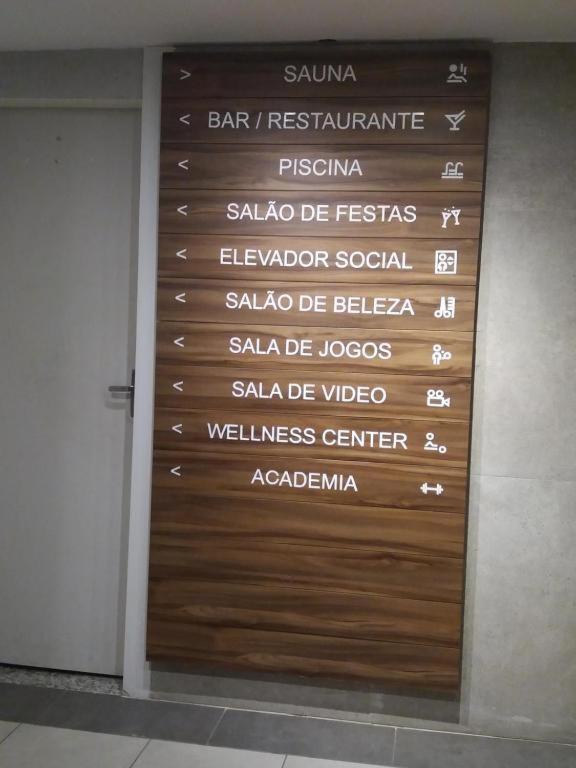 > SAUNA
< BAR / RESTAURANTE
< PISCINA
< SALÃO DE FESTAS
< ELEVADOR SOCIAL
< SALÃO DE BELEZA
< SALA DE JOGOS
< SALA DE VIDEO
< WELLNESS CENTER
< ACADEMIA